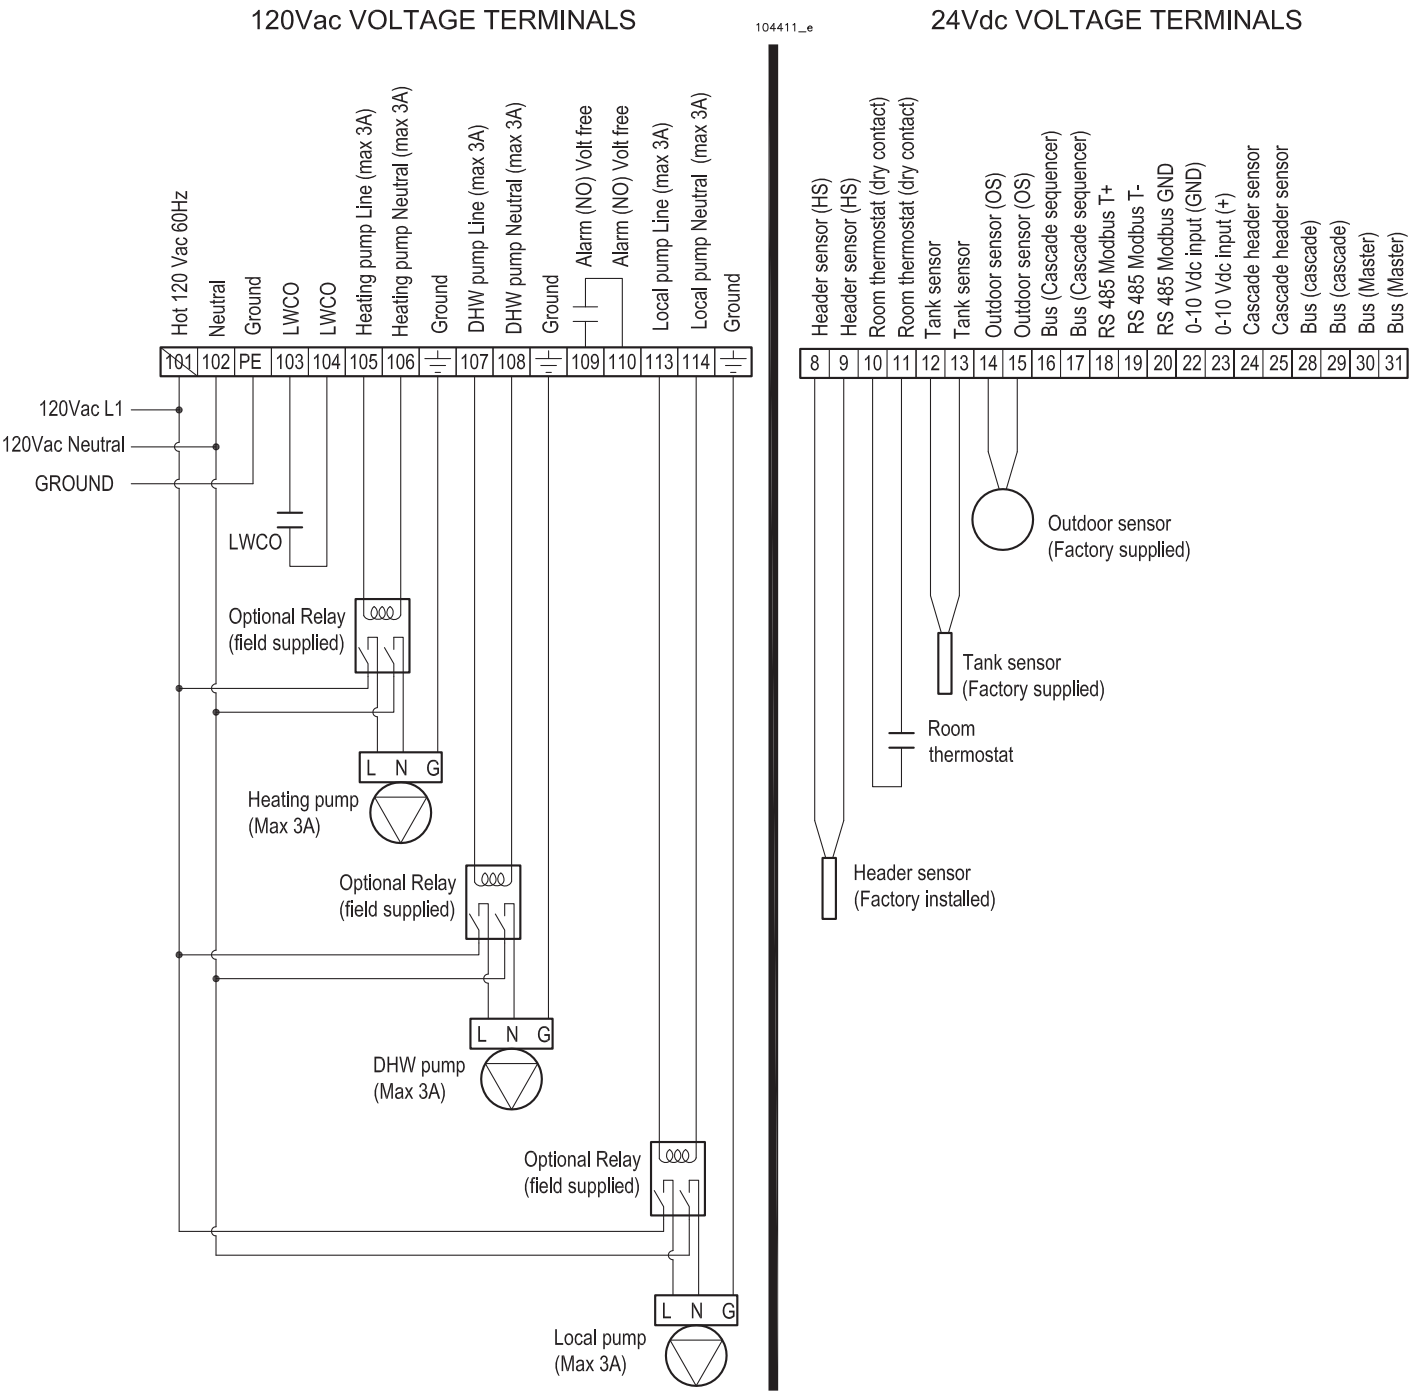 120Vac VOLTAGE TERMINALS
104411_e
24Vdc VOLTAGE TERMINALS
Hot 120 Vac 60Hz
Neutral
Ground
LWCO
LWCO
Heating pump Line (max 3A)
Heating pump Neutral (max 3A)
Ground
DHW pump Line (max 3A)
DHW pump Neutral (max 3A)
Ground
Alarm (NO) Volt free
Alarm (NO) Volt free
Local pump Line (max 3A)
Local pump Neutral (max 3A)
Ground
101 102 PE 103 104 105 106 107 108 109 110 113 114
120Vac L1
120Vac Neutral
GROUND
LWCO
Optional Relay
(field supplied)
L N G
Heating pump
(Max 3A)
Optional Relay
(field supplied)
L N G
DHW pump
(Max 3A)
Optional Relay
(field supplied)
L N G
Local pump
(Max 3A)
Header sensor (HS)
Header sensor (HS)
Room thermostat (dry contact)
Room thermostat (dry contact)
Tank sensor
Tank sensor
Outdoor sensor (OS)
Outdoor sensor (OS)
Bus (Cascade sequencer)
Bus (Cascade sequencer)
RS 485 Modbus T+
RS 485 Modbus T-
RS 485 Modbus GND
0-10 Vdc input (GND)
0-10 Vdc input (+)
Cascade header sensor
Cascade header sensor
Bus (cascade)
Bus (cascade)
Bus (Master)
Bus (Master)
8 9 10 11 12 13 14 15 16 17 18 19 20 22 23 24 25 28 29 30 31
Outdoor sensor
(Factory supplied)
Tank sensor
(Factory supplied)
Room
thermostat
Header sensor
(Factory installed)